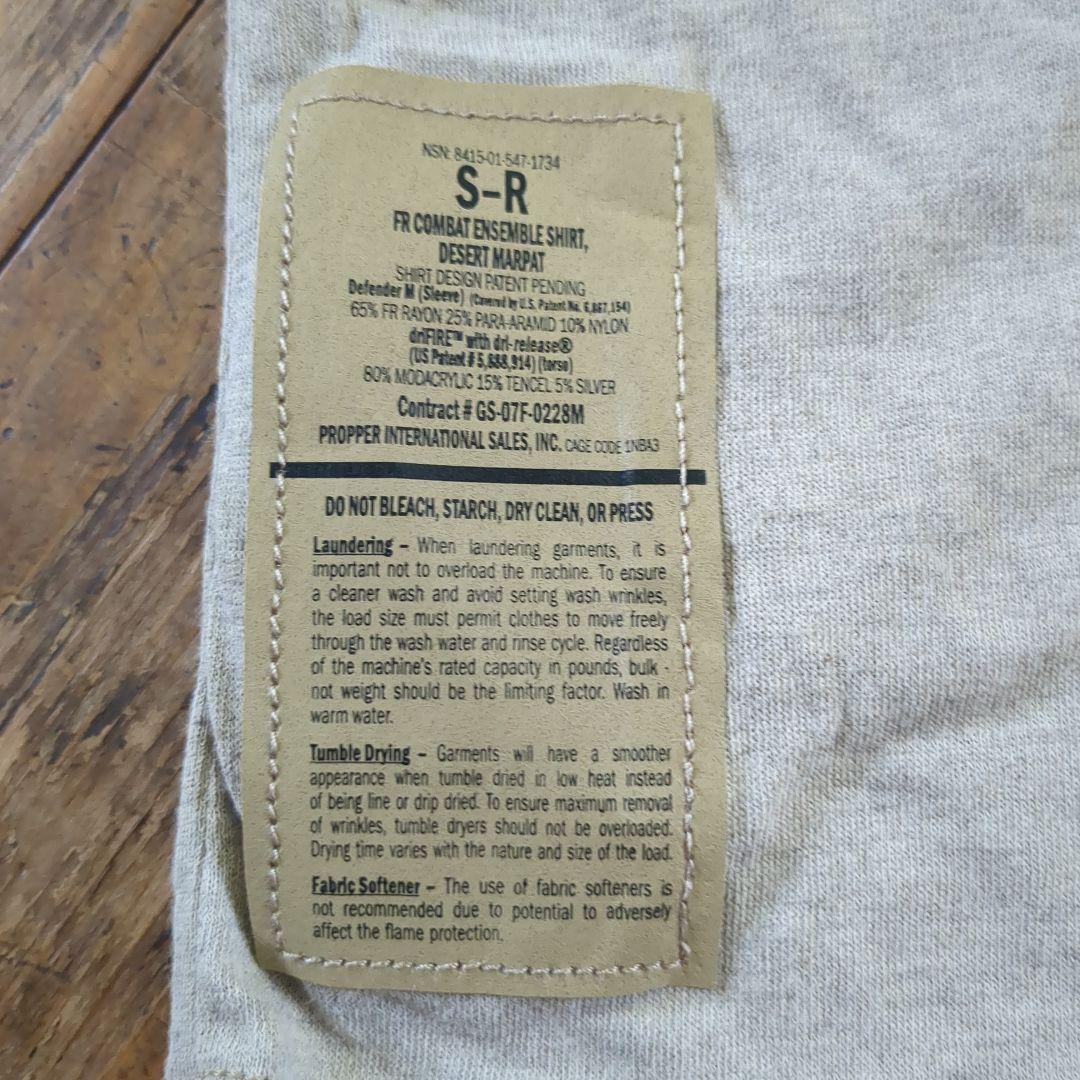 NSN: 8415-01-547-1734
S-R
FR COMBAT ENSEMBLE SHIRT,
DESERT MARPAT
SHIRT DESIGN PATENT PENDING
Defender M (Sleeve) (Covered by U.S. Patent No. 6,867,154)
65% FR RAYON 25% PARA-ARAMID 10% NYLON
driFIRE™ with dri-release®
(US Patent # 5,888,914) (torso)
80% MODACRYLIC 15% TENCEL 5% SILVER
Contract # GS-07F-0228M
PROPPER INTERNATIONAL SALES, INC. CAGE CODE 1NBA3
DO NOT BLEACH, STARCH, DRY CLEAN, OR PRESS
Laundering – When laundering garments, it is
important not to overload the machine. To ensure
a cleaner wash and avoid setting wash wrinkles,
the load size must permit clothes to move freely
through the wash water and rinse cycle. Regardless
of the machine's rated capacity in pounds, bulk -
not weight should be the limiting factor. Wash in
warm water.
Tumble Drying – Garments will have a smoother
appearance when tumble dried in low heat instead
of being line or drip dried. To ensure maximum removal
of wrinkles, tumble dryers should not be overloaded.
Drying time varies with the nature and size of the load.
Fabric Softener – The use of fabric softeners is
not recommended due to potential to adversely
affect the flame protection.